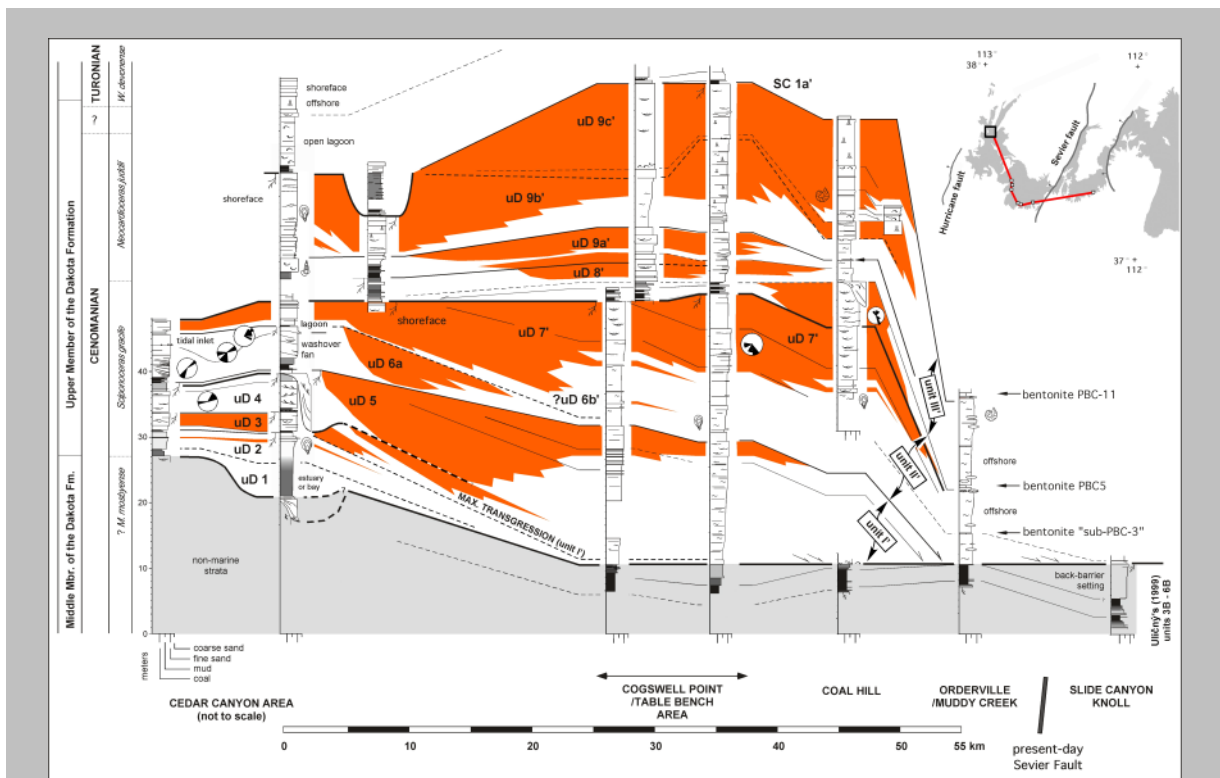 TURONIAN
W. devonense
?
CENOMANIAN
Neocardioceras juddii
Sciponoceras gracile
? M. mosbyense
Upper Member of the Dakota Formation
Middle Mbr. of the Dakota Fm.
113°
38°+
112°
+
Hurricane fault
Sevier fault
+
37°+
112°
shoreface
offshore
open lagoon
shoreface
SC 1a'
uD 9c'
uD 9b'
uD 9a'
uD 8'
shoreface
uD 7'
uD 7'
tidal inlet
lagoon
washover
fan
uD 6a
?uD 6b'
uD 5
uD 4
uD 3
uD 2
uD 1
estuary
or bay
MAX. TRANSGRESSION (unit I')
unit III'
unit II'
unit I'
bentonite PBC-11
offshore
bentonite PBC5
offshore
bentonite "sub-PBC-3"
non-marine
strata
back-barrier
setting
Uličný's (1999)
units 3B - 6B
40
30
20
10
0
meters
coarse sand
fine sand
mud
coal
CEDAR CANYON AREA
(not to scale)
COGSWELL POINT
/TABLE BENCH
AREA
COAL HILL
ORDERVILLE
/MUDDY CREEK
SLIDE CANYON
KNOLL
0 10 20 30 40 50 55 km
present-day
Sevier Fault